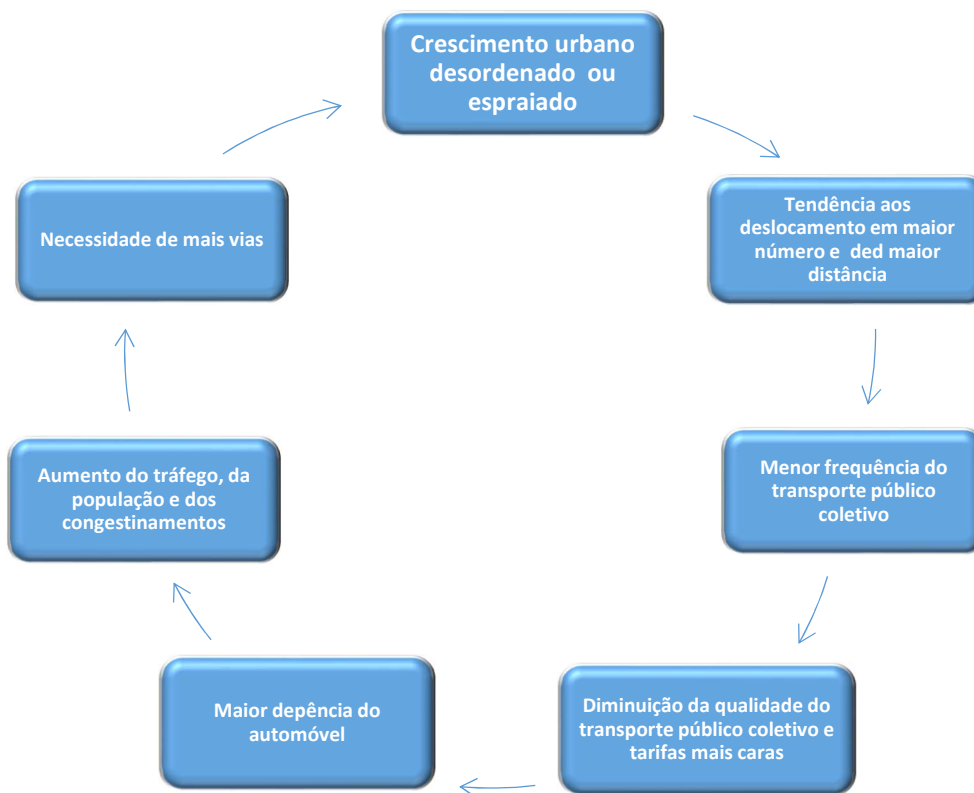 Crescimento urbano
desordenado ou
espraiado
Tendência aos
deslocamento em maior
número e ded maior
distância
Menor frequência do
transporte público
coletivo
Diminuição da qualidade do
transporte público coletivo e
tarifas mais caras
Maior depência do
automóvel
Aumento do tráfego, da
população e dos
congestinamentos
Necessidade de mais vias